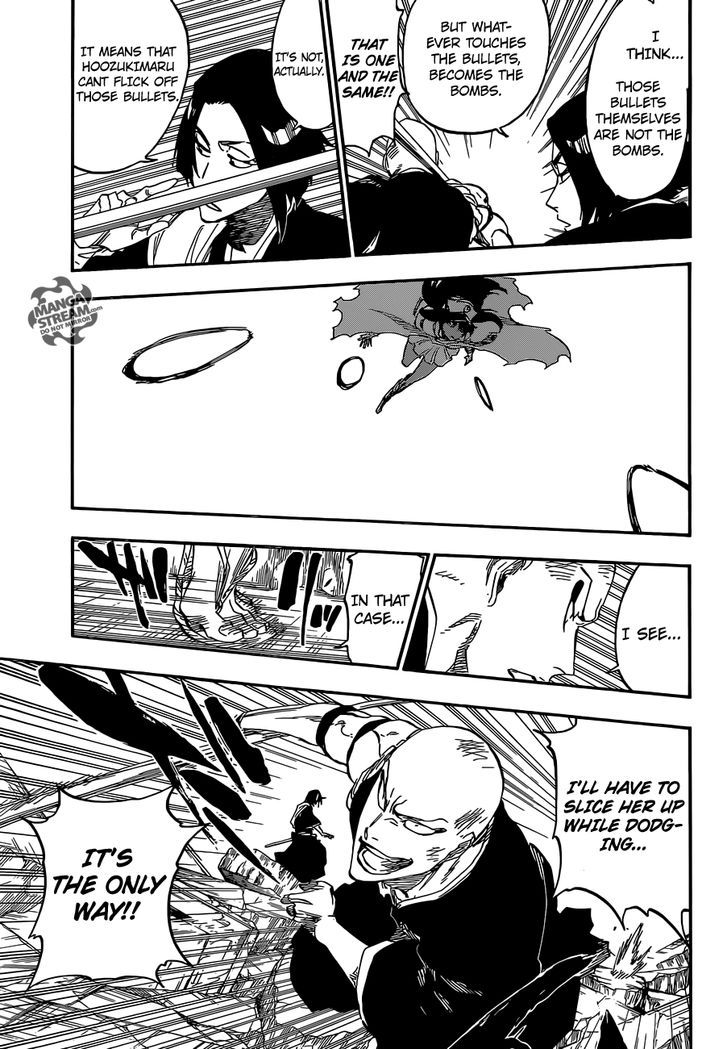 I
THINK...
THOSE
BULLETS
THEMSELVES
ARE NOT THE
BOMBS.
BUT WHAT-
EVER TOUCHES
THE BULLETS,
BECOMES THE
BOMBS.
THAT
IS ONE
AND THE
SAME!!
IT'S NOT,
ACTUALLY.
IT MEANS THAT
HOOZUKIMARU
CANT FLICK OFF
THOSE BULLETS.
MANGA
STREAM.com
DO NOT MIRROR
I SEE...
IN THAT
CASE...
I'LL HAVE TO
SLICE HER UP
WHILE DODG-
ING...
IT'S
THE ONLY
WAY!!